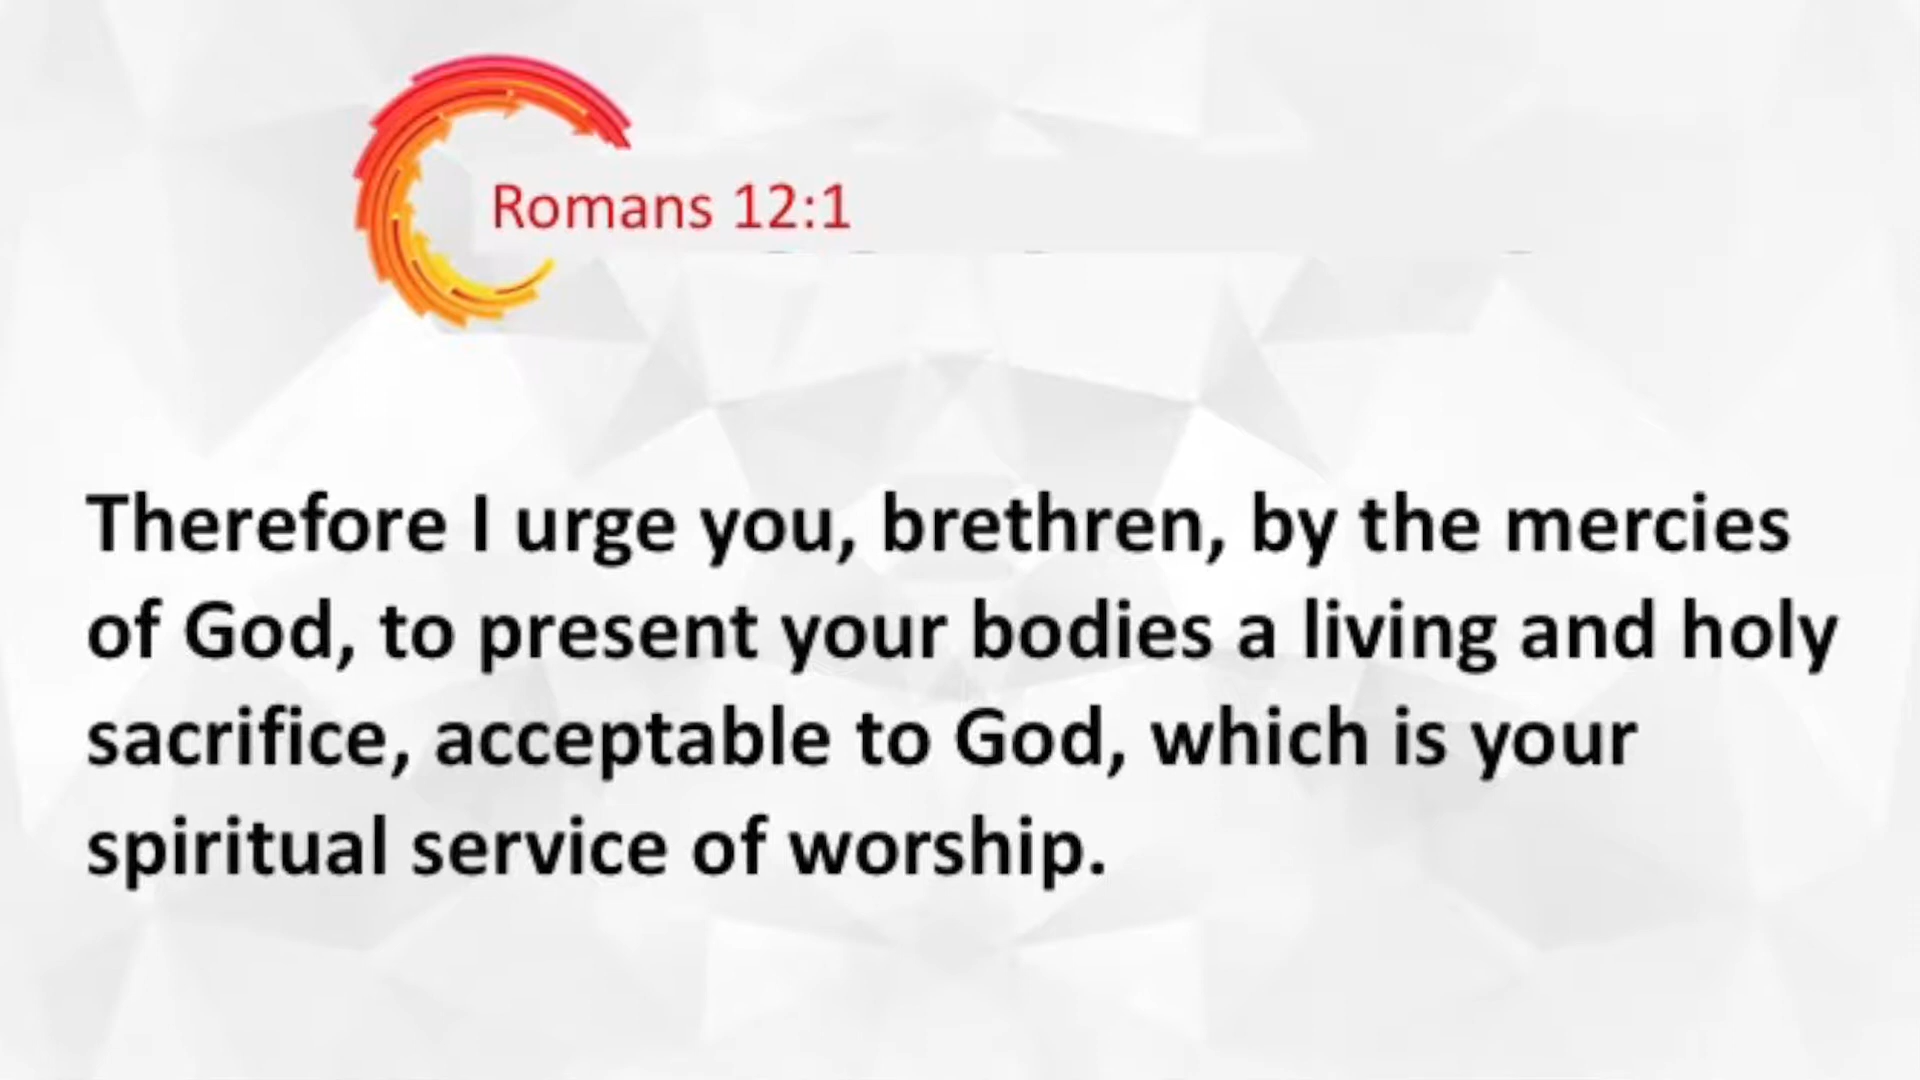 Romans 12:1
Therefore I urge you, brethren, by the mercies
of God, to present your bodies a living and holy
sacrifice, acceptable to God, which is your
spiritual service of worship.